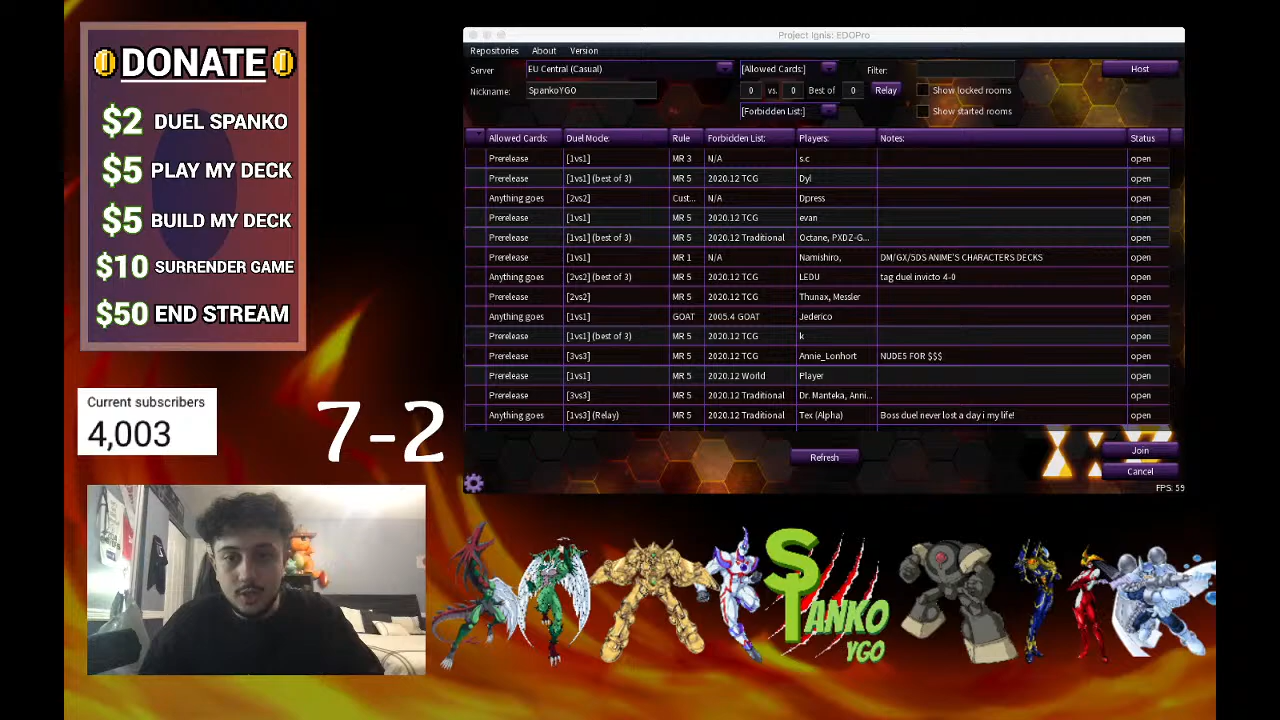 DONATE
$2 DUEL SPANKO
$5 PLAY MY DECK
$5 BUILD MY DECK
$10 SURRENDER GAME
$50 END STREAM
Current subscribers
4,003
7-2
Project Ignis: EDOPro
Repositories About Version
Server EU Central (Casual) [Allowed Cards:] Filter: Host
Nickname: SpankoYGO 0 vs. 0 Best of 0 Relay Show locked rooms
[Forbidden List:] Show started rooms
Allowed Cards: Duel Mode: Rule Forbidden List: Players: Notes: Status
Prerelease [1vs1] MR 3 N/A s.c open
Prerelease [1vs1] (best of 3) MR 5 2020.12 TCG Dyl open
Anything goes [2vs2] Cust... N/A Dpress open
Prerelease [1vs1] MR 5 2020.12 TCG evan open
Prerelease [1vs1] (best of 3) MR 5 2020.12 Traditional Octane, PXDZ-G... open
Prerelease [1vs1] MR 1 N/A Namishiro, DM/GX/5DS ANIME'S CHARACTERS DECKS open
Anything goes [2vs2] (best of 3) MR 5 2020.12 TCG LEDU tag duel invicto 4-0 open
Prerelease [2vs2] MR 5 2020.12 TCG Thunax, Messler open
Anything goes [1vs1] GOAT 2005.4 GOAT Jederico open
Prerelease [1vs1] (best of 3) MR 5 2020.12 TCG k open
Prerelease [3vs3] MR 5 2020.12 TCG Annie_Lonhort NUDES FOR $$$ open
Prerelease [1vs1] MR 5 2020.12 World Player open
Prerelease [3vs3] MR 5 2020.12 Traditional Dr. Manteka, Anni... open
Anything goes [1vs3] (Relay) MR 5 2020.12 Traditional Tex (Alpha) Boss duel never lost a day i my life! open
Refresh
Join
Cancel
FPS: 59
SPANKO
YGO